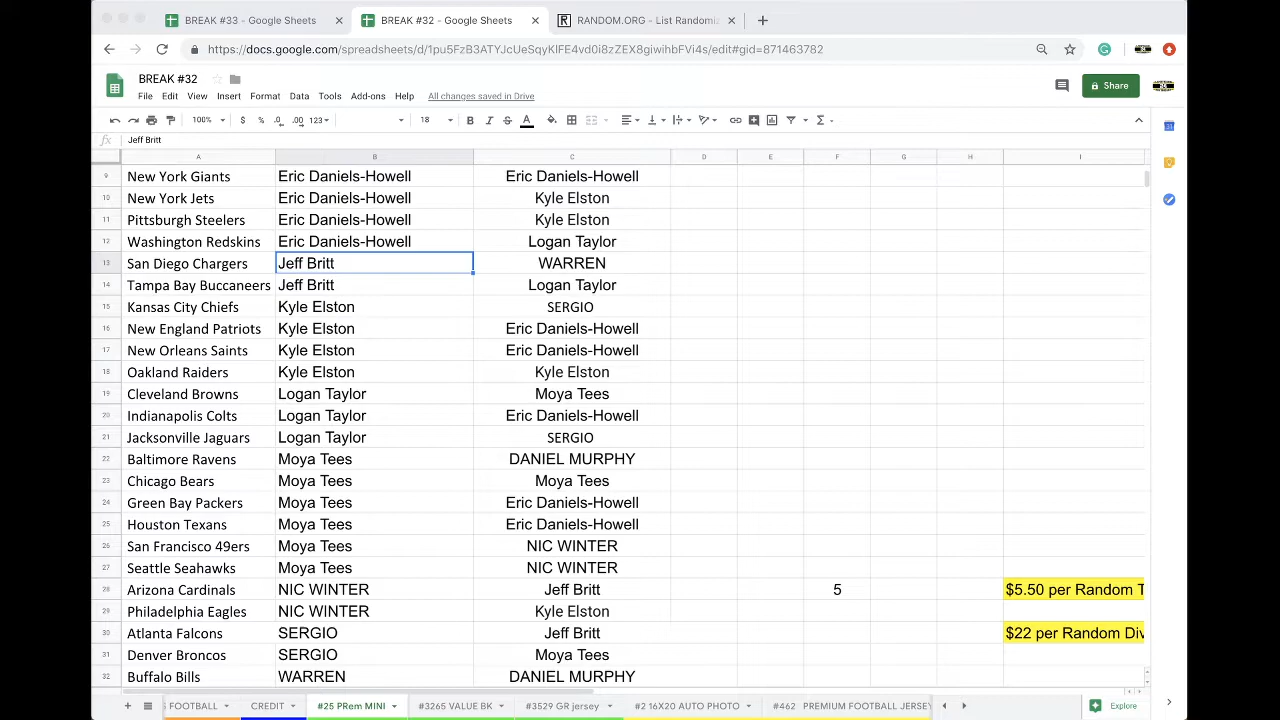 BREAK #33 - Google Sheets × BREAK #32 - Google Sheets × RANDOM.ORG - List Randomi × +
https://docs.google.com/spreadsheets/d/1pu5FzB3ATYJcUeSqyKlFE4vd0i8zZEX8giwihbFVi4s/edit#gid=871463782
BREAK #32
File Edit View Insert Format Data Tools Add-ons Help All changes saved in Drive
Share
100% $ % .0 .00 123 18 B I S A
fx Jeff Britt
A B C D E F G H I
9 New York Giants Eric Daniels-Howell Eric Daniels-Howell
10 New York Jets Eric Daniels-Howell Kyle Elston
11 Pittsburgh Steelers Eric Daniels-Howell Kyle Elston
12 Washington Redskins Eric Daniels-Howell Logan Taylor
13 San Diego Chargers Jeff Britt WARREN
14 Tampa Bay Buccaneers Jeff Britt Logan Taylor
15 Kansas City Chiefs Kyle Elston SERGIO
16 New England Patriots Kyle Elston Eric Daniels-Howell
17 New Orleans Saints Kyle Elston Eric Daniels-Howell
18 Oakland Raiders Kyle Elston Kyle Elston
19 Cleveland Browns Logan Taylor Moya Tees
20 Indianapolis Colts Logan Taylor Eric Daniels-Howell
21 Jacksonville Jaguars Logan Taylor SERGIO
22 Baltimore Ravens Moya Tees DANIEL MURPHY
23 Chicago Bears Moya Tees Moya Tees
24 Green Bay Packers Moya Tees Eric Daniels-Howell
25 Houston Texans Moya Tees Eric Daniels-Howell
26 San Francisco 49ers Moya Tees NIC WINTER
27 Seattle Seahawks Moya Tees NIC WINTER
28 Arizona Cardinals NIC WINTER Jeff Britt 5 $5.50 per Random T
29 Philadelphia Eagles NIC WINTER Kyle Elston
30 Atlanta Falcons SERGIO Jeff Britt $22 per Random Div
31 Denver Broncos SERGIO Moya Tees
32 Buffalo Bills WARREN DANIEL MURPHY
FOOTBALL CREDIT #25 PRem MINI #3265 VALUE BK #3529 GR jersey #2 16X20 AUTO PHOTO #462 PREMIUM FOOTBALL JERSEY Explore